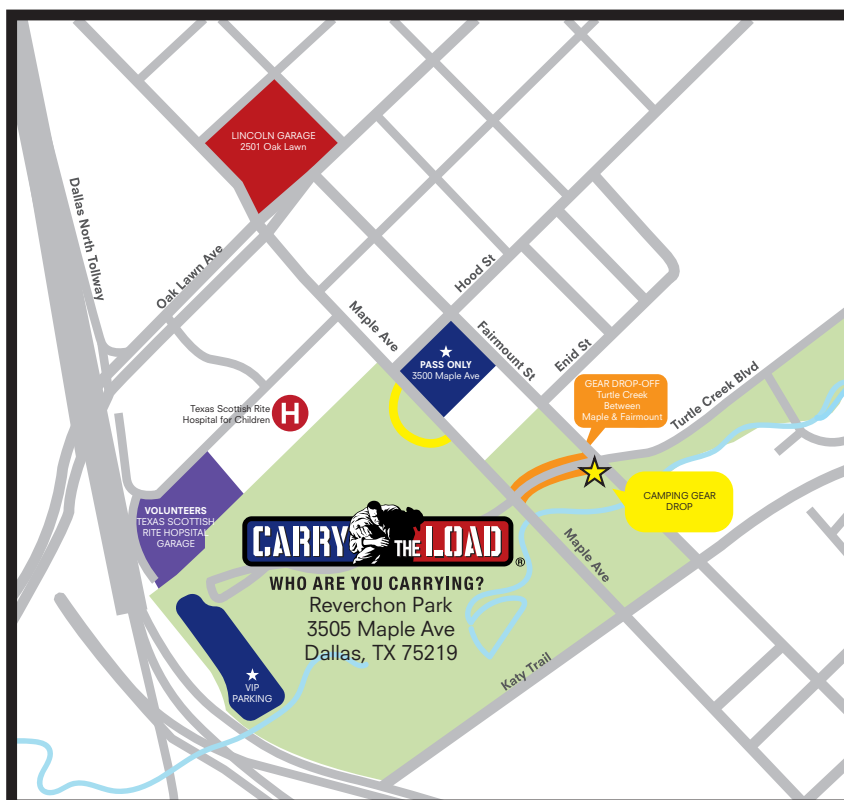 LINCOLN GARAGE
2501 Oak Lawn
Dallas North Tollway
Oak Lawn Ave
Hood St
Maple Ave
Fairmount St
Enid St
PASS ONLY
3500 Maple Ave
GEAR DROP-OFF
Turtle Creek
Between
Maple & Fairmount
Turtle Creek Blvd
Texas Scottish Rite
Hospital for Children
H
CAMPING GEAR
DROP
VOLUNTEERS
TEXAS SCOTTISH
RITE HOPSITAL
GARAGE
CARRY THE LOAD
®
WHO ARE YOU CARRYING?
Reverchon Park
3505 Maple Ave
Dallas, TX 75219
Maple Ave
Katy Trail
VIP
PARKING